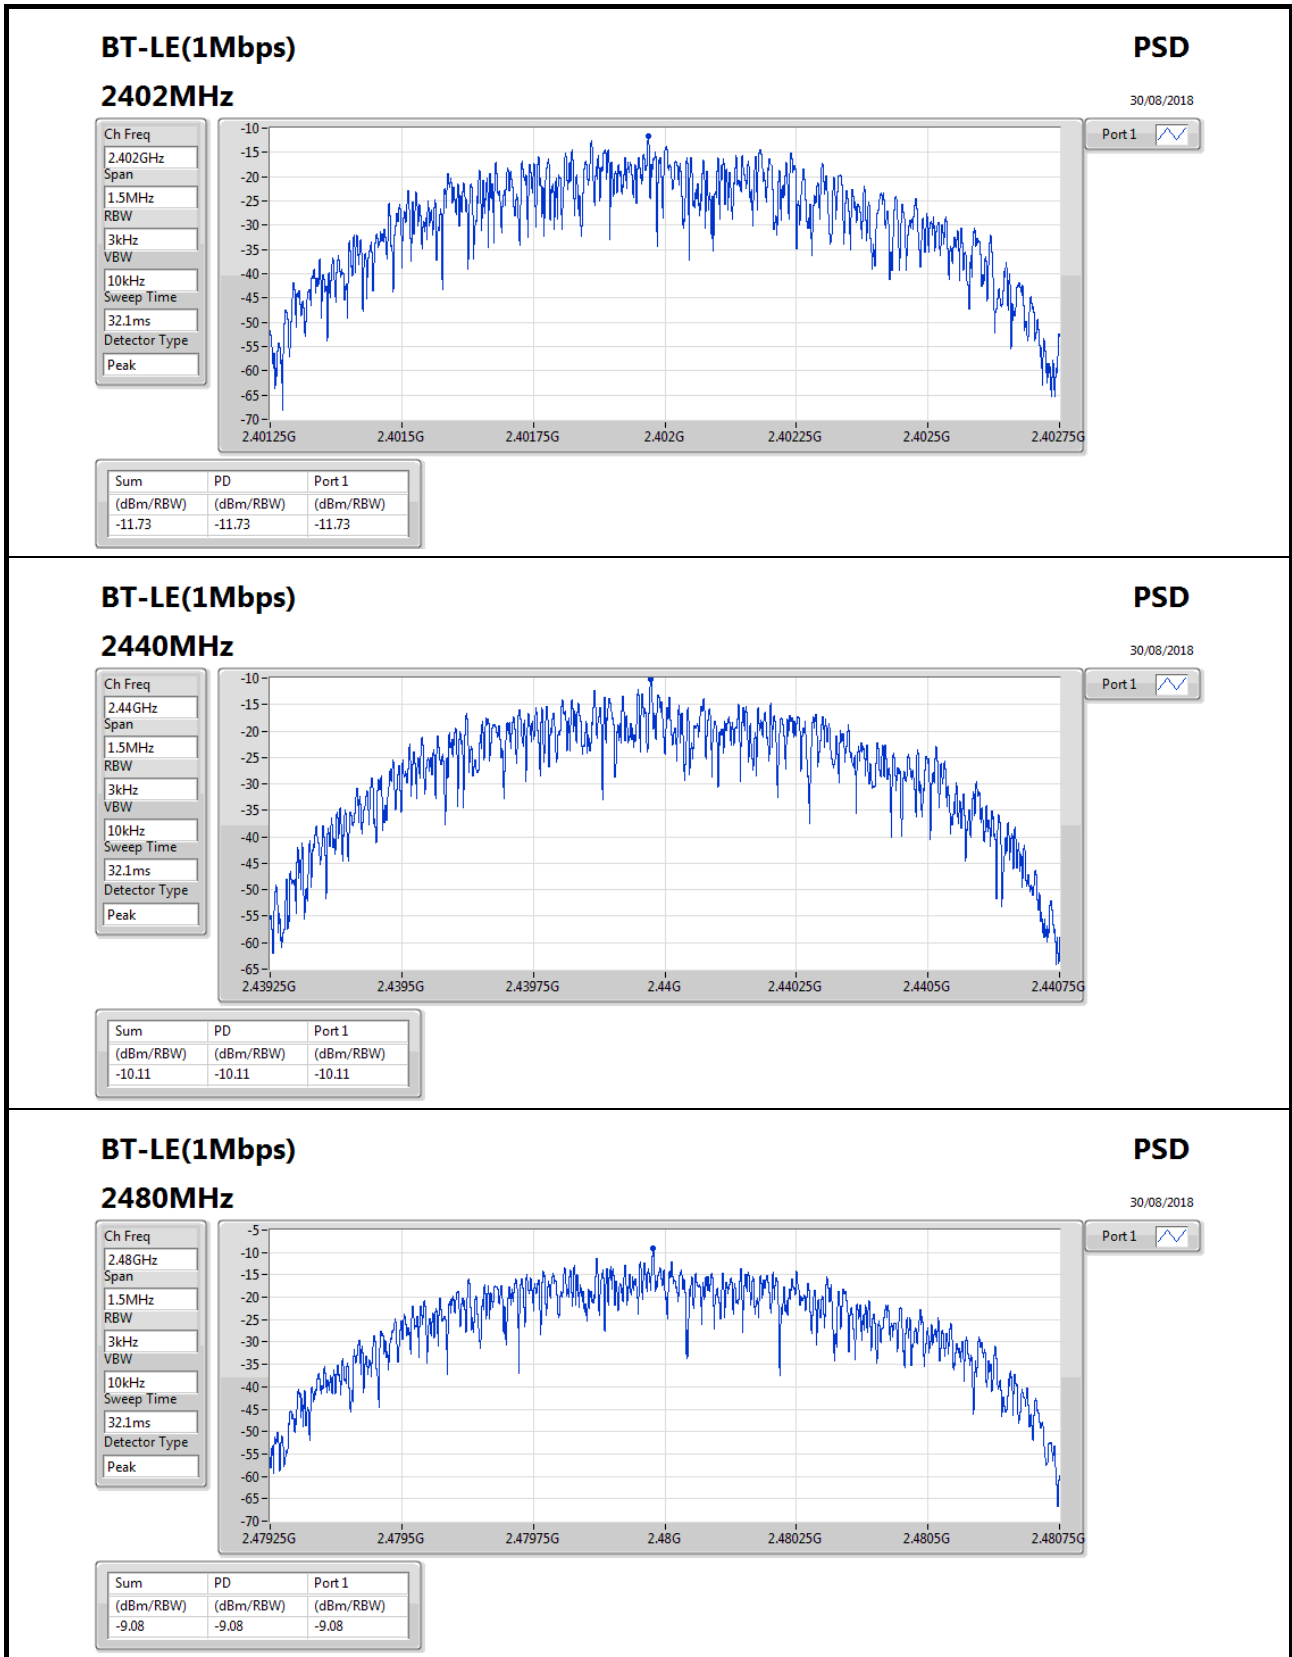 BT-LE(1Mbps) PSD
2402MHz 30/08/2018
Ch Freq
2.402GHz
Span
1.5MHz
RBW
3kHz
VBW
10kHz
Sweep Time
32.1ms
Detector Type
Peak
-10
-15
-20
-25
-30
-35
-40
-45
-50
-55
-60
-65
-70
2.40125G 2.4015G 2.40175G 2.402G 2.40225G 2.4025G 2.40275G
Port 1
Sum PD Port 1
(dBm/RBW) (dBm/RBW) (dBm/RBW)
-11.73 -11.73 -11.73
BT-LE(1Mbps) PSD
2440MHz 30/08/2018
Ch Freq
2.44GHz
Span
1.5MHz
RBW
3kHz
VBW
10kHz
Sweep Time
32.1ms
Detector Type
Peak
-10
-15
-20
-25
-30
-35
-40
-45
-50
-55
-60
-65
2.43925G 2.4395G 2.43975G 2.44G 2.44025G 2.4405G 2.44075G
Port 1
Sum PD Port 1
(dBm/RBW) (dBm/RBW) (dBm/RBW)
-10.11 -10.11 -10.11
BT-LE(1Mbps) PSD
2480MHz 30/08/2018
Ch Freq
2.48GHz
Span
1.5MHz
RBW
3kHz
VBW
10kHz
Sweep Time
32.1ms
Detector Type
Peak
-5
-10
-15
-20
-25
-30
-35
-40
-45
-50
-55
-60
-65
-70
2.47925G 2.4795G 2.47975G 2.48G 2.48025G 2.4805G 2.48075G
Port 1
Sum PD Port 1
(dBm/RBW) (dBm/RBW) (dBm/RBW)
-9.08 -9.08 -9.08